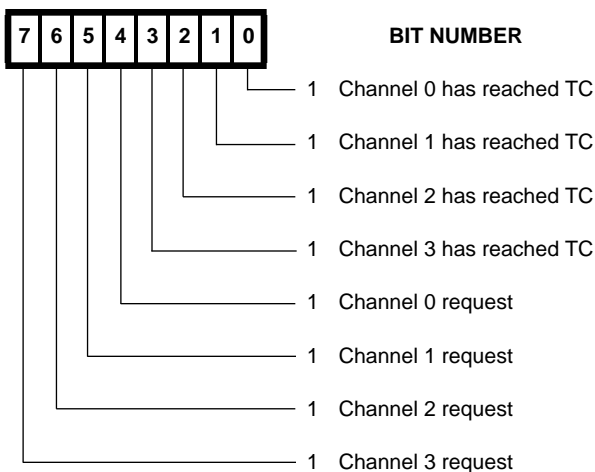 7 6 5 4 3 2 1 0 BIT NUMBER
1 Channel 0 has reached TC
1 Channel 1 has reached TC
1 Channel 2 has reached TC
1 Channel 3 has reached TC
1 Channel 0 request
1 Channel 1 request
1 Channel 2 request
1 Channel 3 request